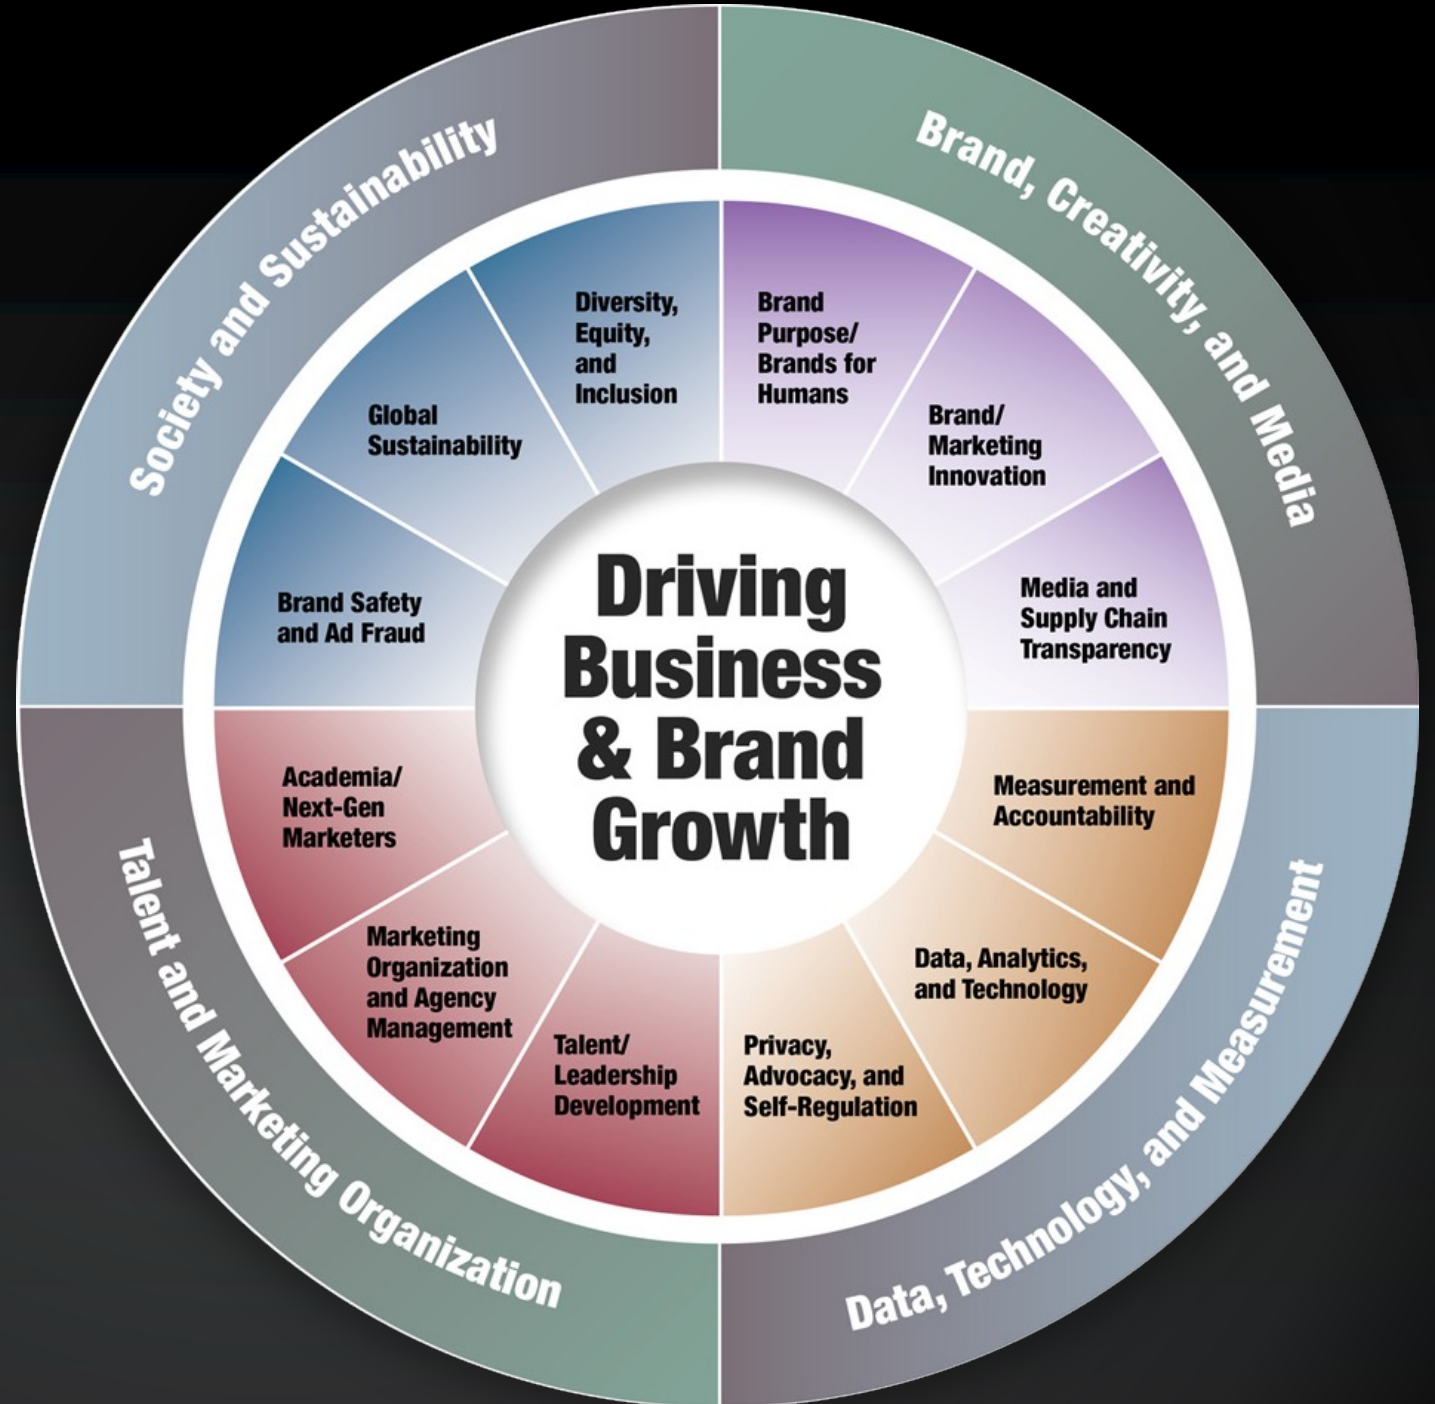 Society and Sustainability
Brand, Creativity, and Media
Diversity,
Equity,
and
Inclusion
Brand
Purpose/
Brands for
Humans
Global
Sustainability
Brand/
Marketing
Innovation
Brand Safety
and Ad Fraud
Media and
Supply Chain
Transparency
Driving
Business
& Brand
Growth
Academia/
Next-Gen
Marketers
Measurement and
Accountability
Marketing
Organization
and Agency
Management
Data, Analytics,
and Technology
Talent/
Leadership
Development
Privacy,
Advocacy, and
Self-Regulation
Talent and Marketing Organization
Data, Technology, and Measurement